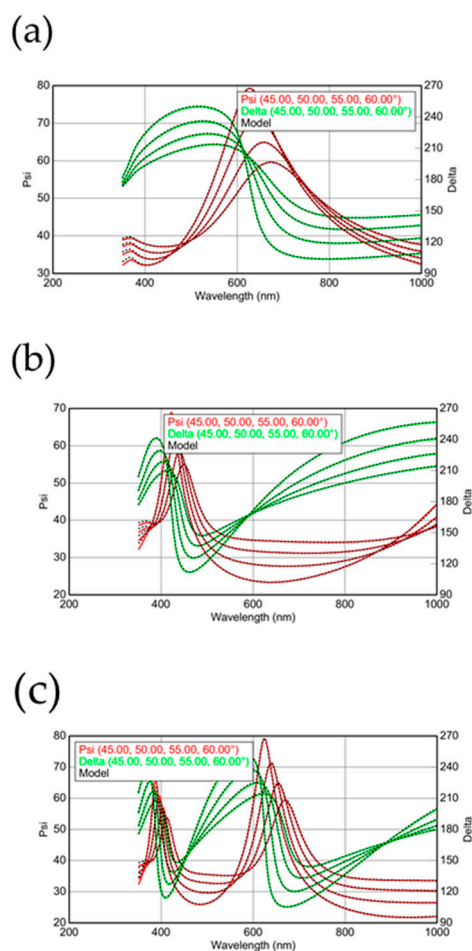 (a)
80
70
60
50
40
30
Psi
Psi (45.00, 50.00, 55.00, 60.00°)
Delta (45.00, 50.00, 55.00, 60.00°)
Model
270
240
210
180
150
120
90
Delta
200 400 600 800 1000
Wavelength (nm)
(b)
70
60
50
40
30
20
Psi
Psi (45.00, 50.00, 55.00, 60.00°)
Delta (45.00, 50.00, 55.00, 60.00°)
Model
270
240
210
180
150
120
90
Delta
200 400 600 800 1000
Wavelength (nm)
(c)
80
70
60
50
40
30
20
Psi
Psi (45.00, 50.00, 55.00, 60.00°)
Delta (45.00, 50.00, 55.00, 60.00°)
Model
270
240
210
180
150
120
90
Delta
200 400 600 800 1000
Wavelength (nm)